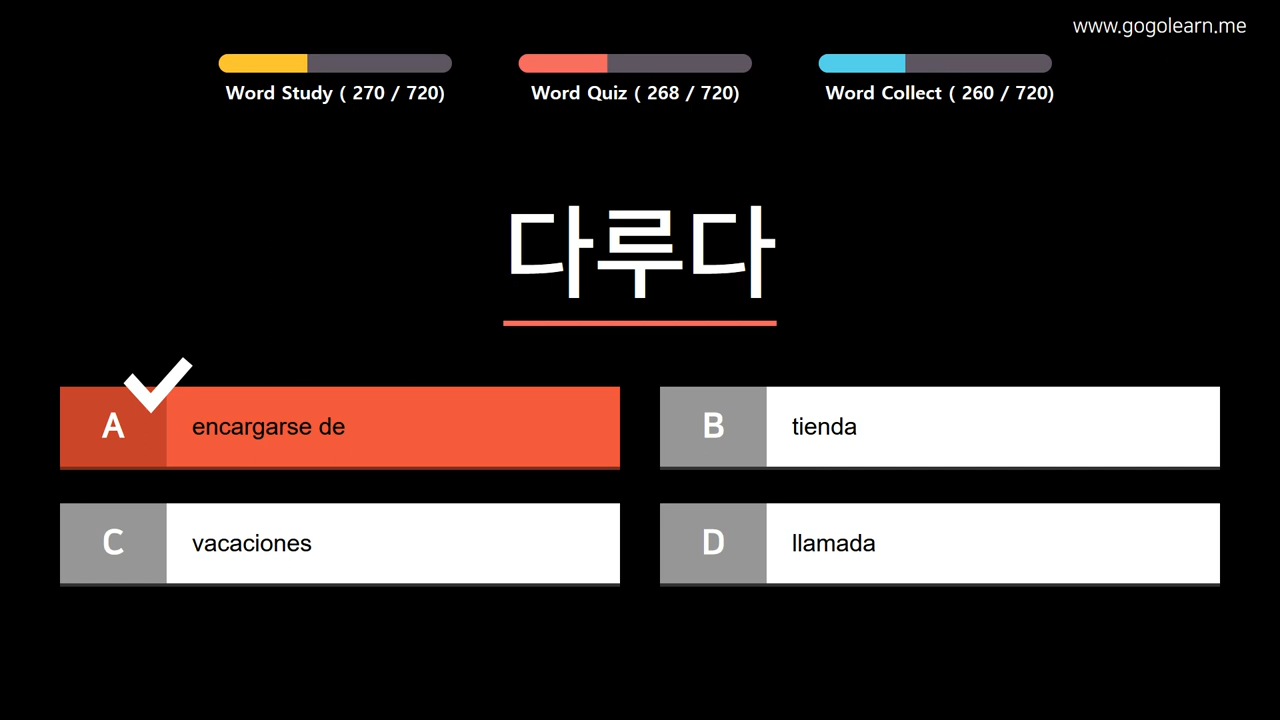 www.gogolearn.me
Word Study ( 270 / 720)
Word Quiz ( 268 / 720)
Word Collect ( 260 / 720)
다루다
A encargarse de
B tienda
C vacaciones
D llamada